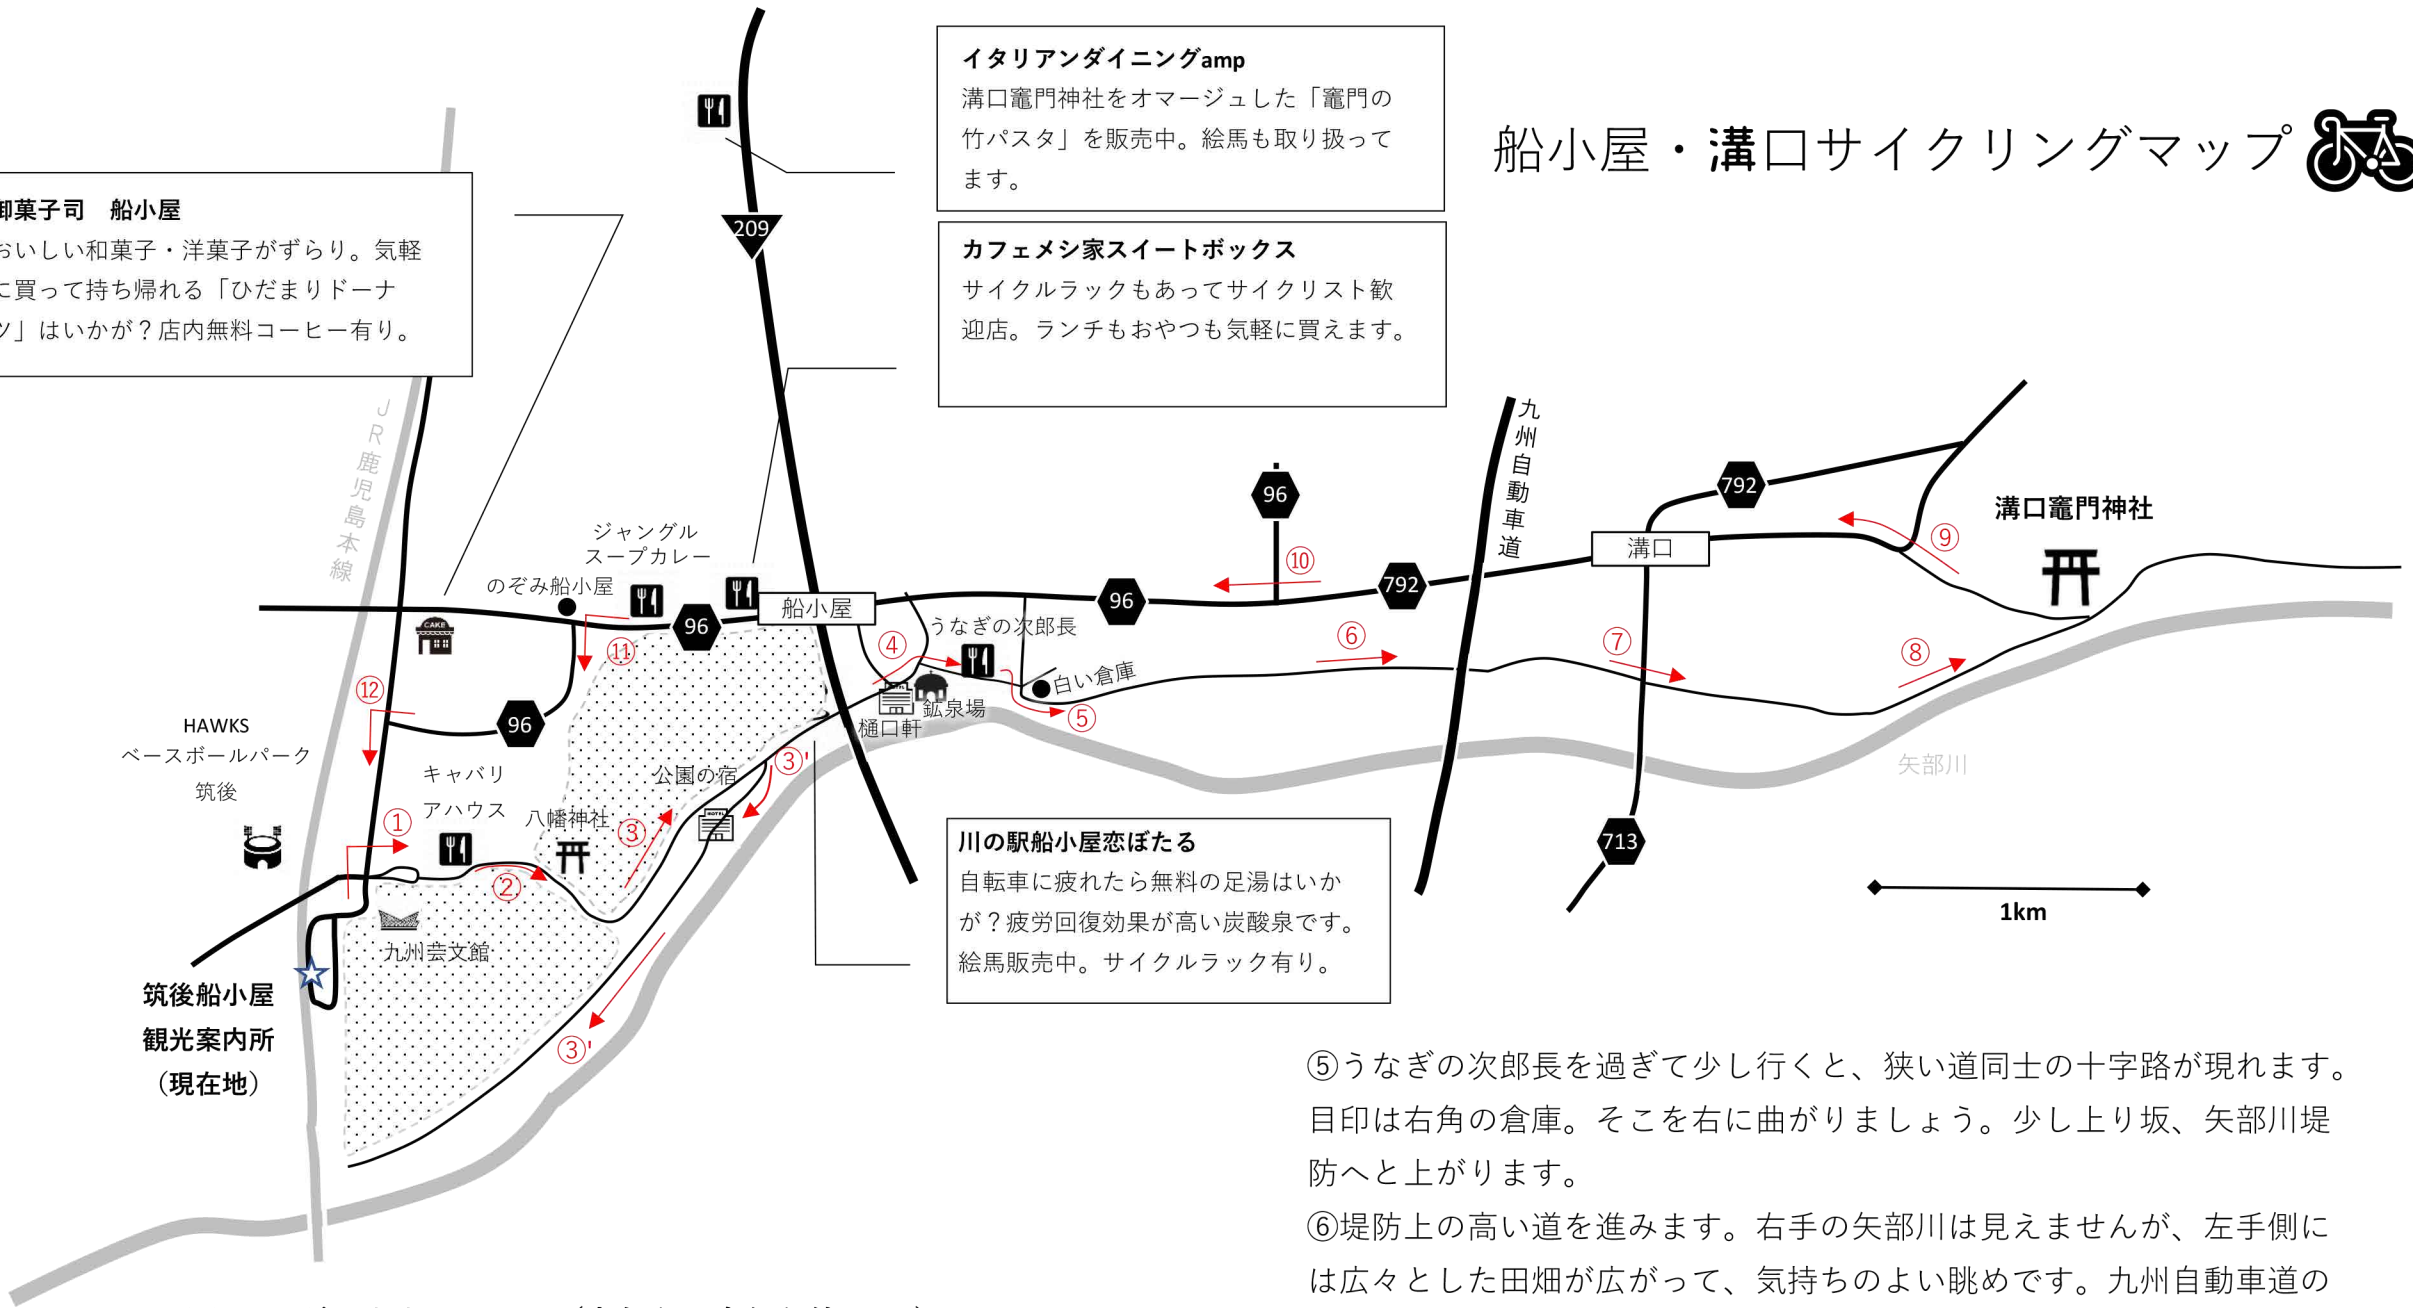 船小屋・溝口サイクリングマップ
イタリアンダイニングamp
溝口竈門神社をオマージュした「竈門の
竹パスタ」を販売中。絵馬も取り扱って
ます。
カフェメシ家スイートボックス
サイクルラックもあってサイクリスト歓
迎店。ランチもおやつも気軽に買えます。
御菓子司　船小屋
おいしい和菓子・洋菓子がずらり。気軽
に買って持ち帰れる「ひだまりドーナ
ツ」はいかが？店内無料コーヒー有り。
209
JR鹿児島本線
九州自動車道
ジャングル
スープカレー
のぞみ船小屋
CAKE
96
船小屋
うなぎの次郎長
白い倉庫
鉱泉場
樋口軒
96
96
792
溝口
792
溝口竈門神社
713
矢部川
1km
96
HAWKS
ベースボールパーク
筑後
キャバリ
アハウス
八幡神社
公園の宿
HOTEL
九州芸文館
筑後船小屋
観光案内所
（現在地）
①
②
③
③'
③'
④
⑤
⑥
⑦
⑧
⑨
⑩
⑪
⑫
川の駅船小屋恋ぼたる
自転車に疲れたら無料の足湯はいか
が？疲労回復効果が高い炭酸泉です。
絵馬販売中。サイクルラック有り。
⑤うなぎの次郎長を過ぎて少し行くと、狭い道同士の十字路が現れます。
目印は右角の倉庫。そこを右に曲がりましょう。少し上り坂、矢部川堤
防へと上がります。
⑥堤防上の高い道を進みます。右手の矢部川は見えませんが、左手側に
は広々とした田畑が広がって、気持ちのよい眺めです。九州自動車道の